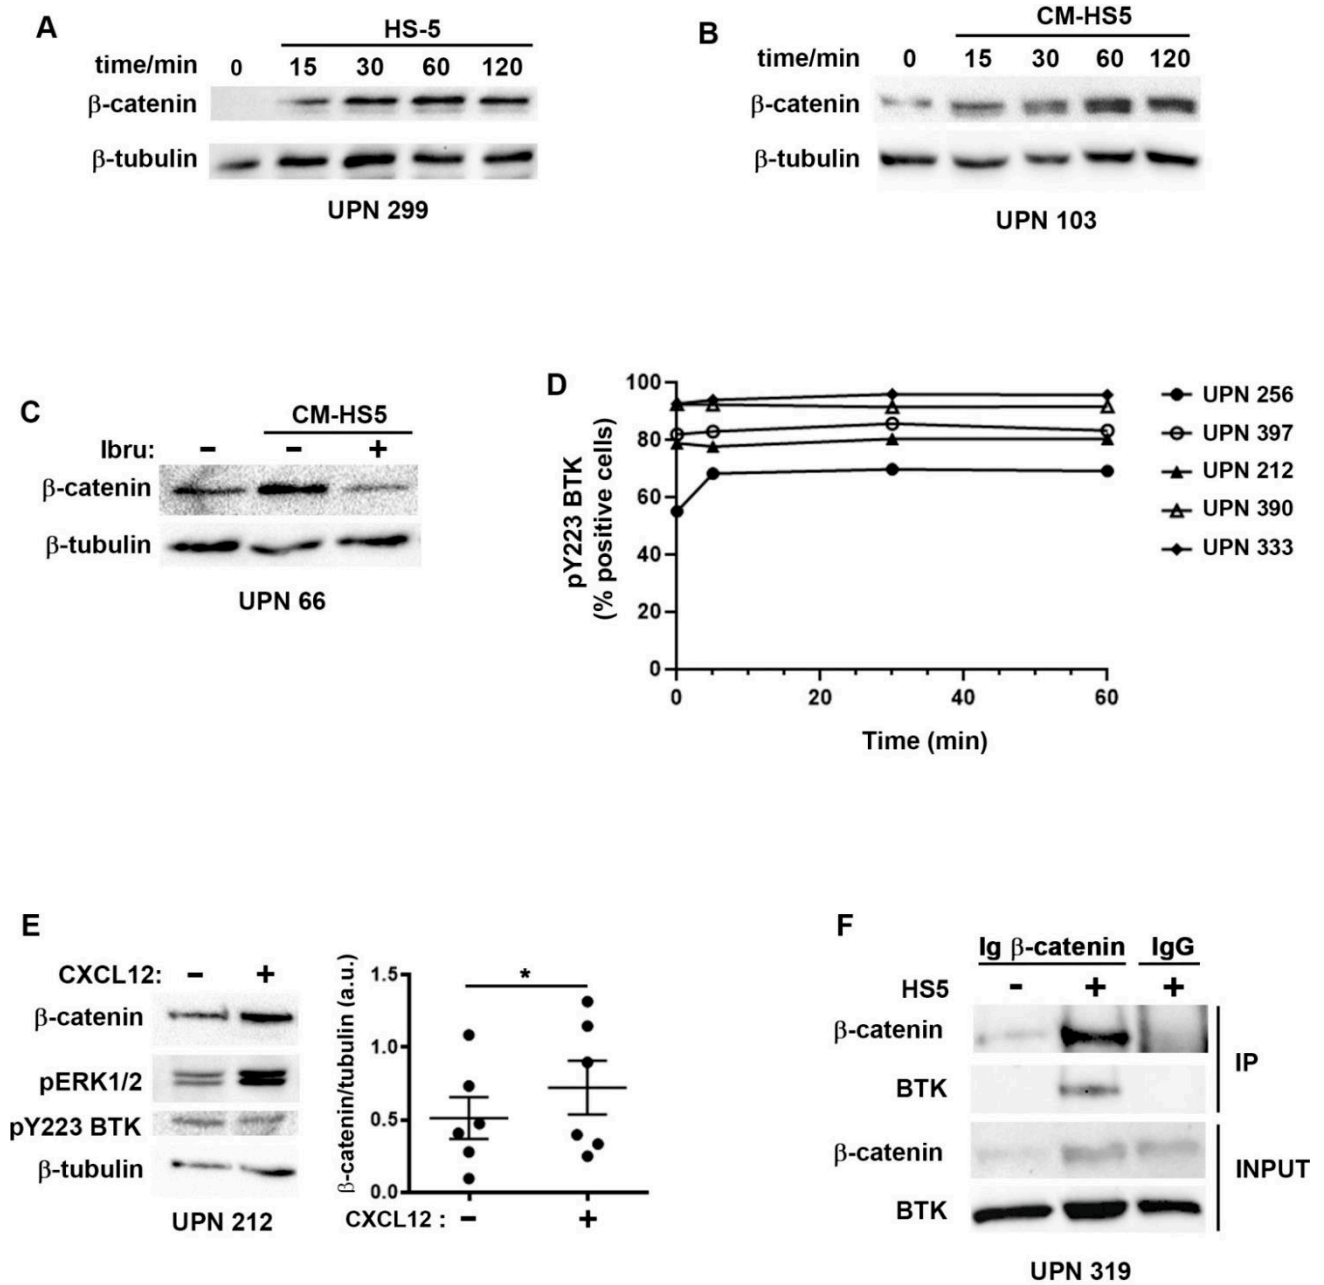 A
HS-5
time/min 0 15 30 60 120
β-catenin
β-tubulin
UPN 299
B
CM-HS5
time/min 0 15 30 60 120
β-catenin
β-tubulin
UPN 103
C
CM-HS5
Ibru: – – +
β-catenin
β-tubulin
UPN 66
D
pY223 BTK
(% positive cells)
100
80
60
40
20
0
0 20 40 60
Time (min)
UPN 256
UPN 397
UPN 212
UPN 390
UPN 333
E
CXCL12: – +
β-catenin
pERK1/2
pY223 BTK
β-tubulin
UPN 212
β-catenin/tubulin (a.u.)
1.5
1.0
0.5
0.0
*
CXCL12 : – +
F
Ig β-catenin IgG
HS5 - + +
β-catenin
BTK
IP
β-catenin
BTK
INPUT
UPN 319